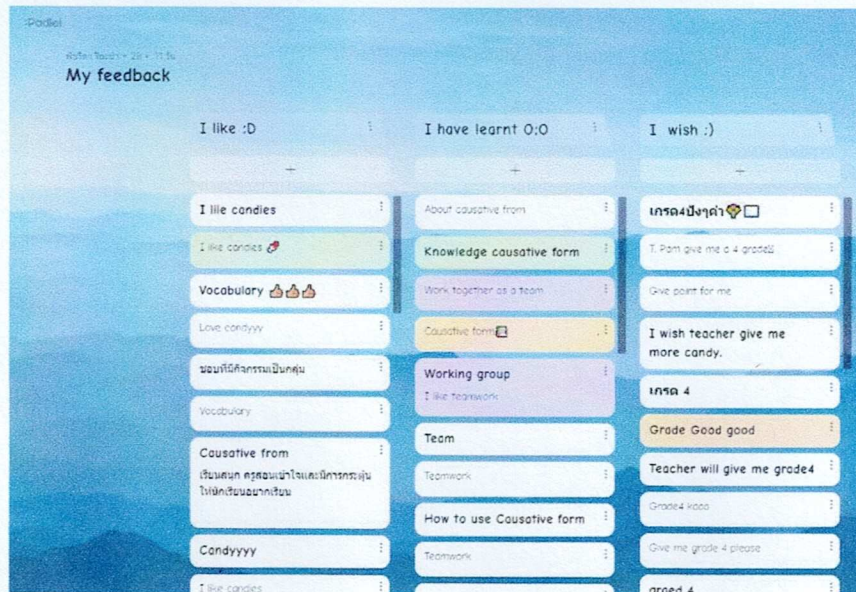 :Padlet
My feedback
I like :D
I lile candies
I like candies
Vocabulary 👍👍👍
Love candyyy
ชอบที่มีกิจกรรมเป็นกลุ่ม
Vocabulary
Causative from
เรียนสนุก ครูสอนเข้าใจและมีการกระตุ้น
ให้นักเรียนอยากเรียน
Candyyyy
I like candies
I have learnt O:O
About causative from
Knowledge causative form
Work together as a team
Causative form
Working group
I like teamwork
Team
Teamwork
How to use Causative form
Teamwork
I wish :)
เกรด4ปังๆค่า
T. Pam give me a 4 grade
Give point for me
I wish teacher give me
more candy.
เกรด 4
Grade Good good
Teacher will give me grade4
Grade4 kaaa
Give me grade 4 please
graed 4